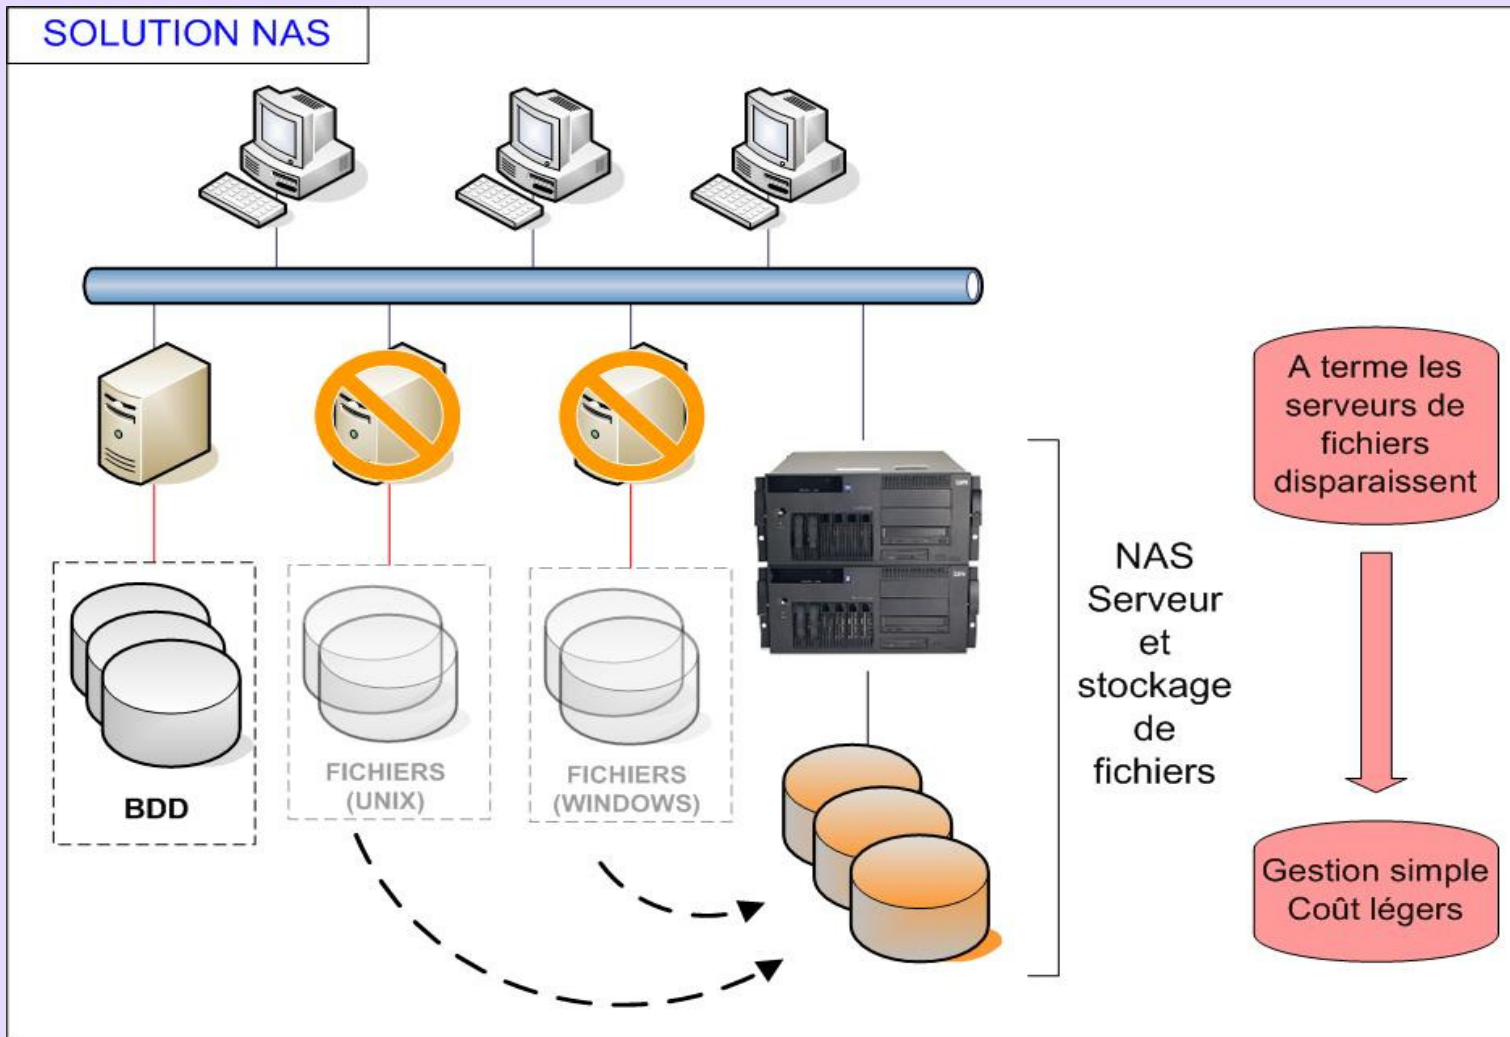 SOLUTION NAS
BDD
FICHIERS
(UNIX)
FICHIERS
(WINDOWS)
NAS
Serveur
et
stockage
de
fichiers
A terme les
serveurs de
fichiers
disparaissent
Gestion simple
Coût légers